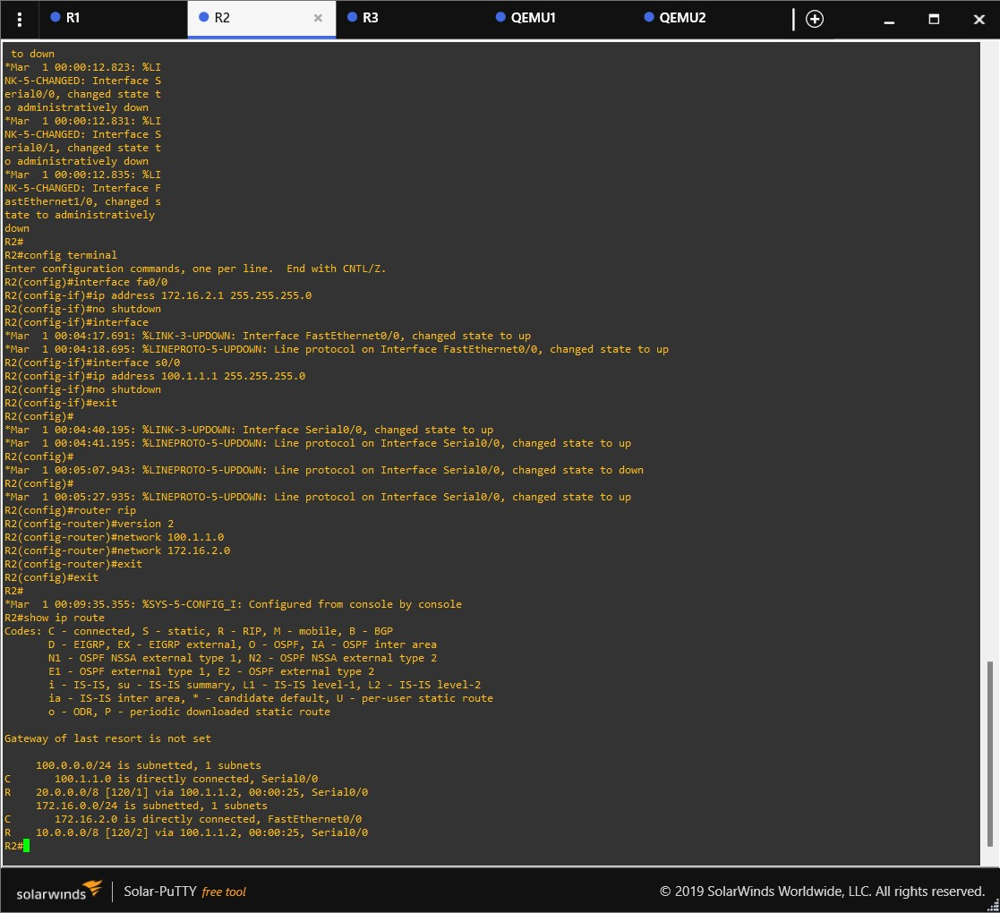 R1
R2
R3
QEMU1
QEMU2
 to down
*Mar  1 00:00:12.823: %LI
NK-5-CHANGED: Interface S
erial0/0, changed state t
o administratively down
*Mar  1 00:00:12.831: %LI
NK-5-CHANGED: Interface S
erial0/1, changed state t
o administratively down
*Mar  1 00:00:12.835: %LI
NK-5-CHANGED: Interface F
astEthernet1/0, changed s
tate to administratively
down
R2#
R2#config terminal
Enter configuration commands, one per line.  End with CNTL/Z.
R2(config)#interface fa0/0
R2(config-if)#ip address 172.16.2.1 255.255.255.0
R2(config-if)#no shutdown
R2(config-if)#interface
*Mar  1 00:04:17.691: %LINK-3-UPDOWN: Interface FastEthernet0/0, changed state to up
*Mar  1 00:04:18.695: %LINEPROTO-5-UPDOWN: Line protocol on Interface FastEthernet0/0, changed state to up
R2(config-if)#interface s0/0
R2(config-if)#ip address 100.1.1.1 255.255.255.0
R2(config-if)#no shutdown
R2(config-if)#exit
R2(config)#
*Mar  1 00:04:40.195: %LINK-3-UPDOWN: Interface Serial0/0, changed state to up
*Mar  1 00:04:41.195: %LINEPROTO-5-UPDOWN: Line protocol on Interface Serial0/0, changed state to up
R2(config)#
*Mar  1 00:05:07.943: %LINEPROTO-5-UPDOWN: Line protocol on Interface Serial0/0, changed state to down
R2(config)#
*Mar  1 00:05:27.935: %LINEPROTO-5-UPDOWN: Line protocol on Interface Serial0/0, changed state to up
R2(config)#router rip
R2(config-router)#version 2
R2(config-router)#network 100.1.1.0
R2(config-router)#network 172.16.2.0
R2(config-router)#exit
R2(config)#exit
R2#
*Mar  1 00:09:35.355: %SYS-5-CONFIG_I: Configured from console by console
R2#show ip route
Codes: C - connected, S - static, R - RIP, M - mobile, B - BGP
       D - EIGRP, EX - EIGRP external, O - OSPF, IA - OSPF inter area
       N1 - OSPF NSSA external type 1, N2 - OSPF NSSA external type 2
       E1 - OSPF external type 1, E2 - OSPF external type 2
       i - IS-IS, su - IS-IS summary, L1 - IS-IS level-1, L2 - IS-IS level-2
       ia - IS-IS inter area, * - candidate default, U - per-user static route
       o - ODR, P - periodic downloaded static route

Gateway of last resort is not set

     100.0.0.0/24 is subnetted, 1 subnets
C       100.1.1.0 is directly connected, Serial0/0
R    20.0.0.0/8 [120/1] via 100.1.1.2, 00:00:25, Serial0/0
     172.16.0.0/24 is subnetted, 1 subnets
C       172.16.2.0 is directly connected, FastEthernet0/0
R    10.0.0.0/8 [120/2] via 100.1.1.2, 00:00:25, Serial0/0
R2#
solarwinds
Solar-PuTTY free tool
© 2019 SolarWinds Worldwide, LLC. All rights reserved.